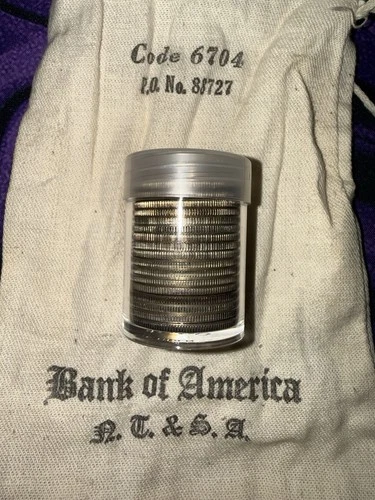 Code 6704
P.O. No. 81727
Bank of America
N. T. & S. A.